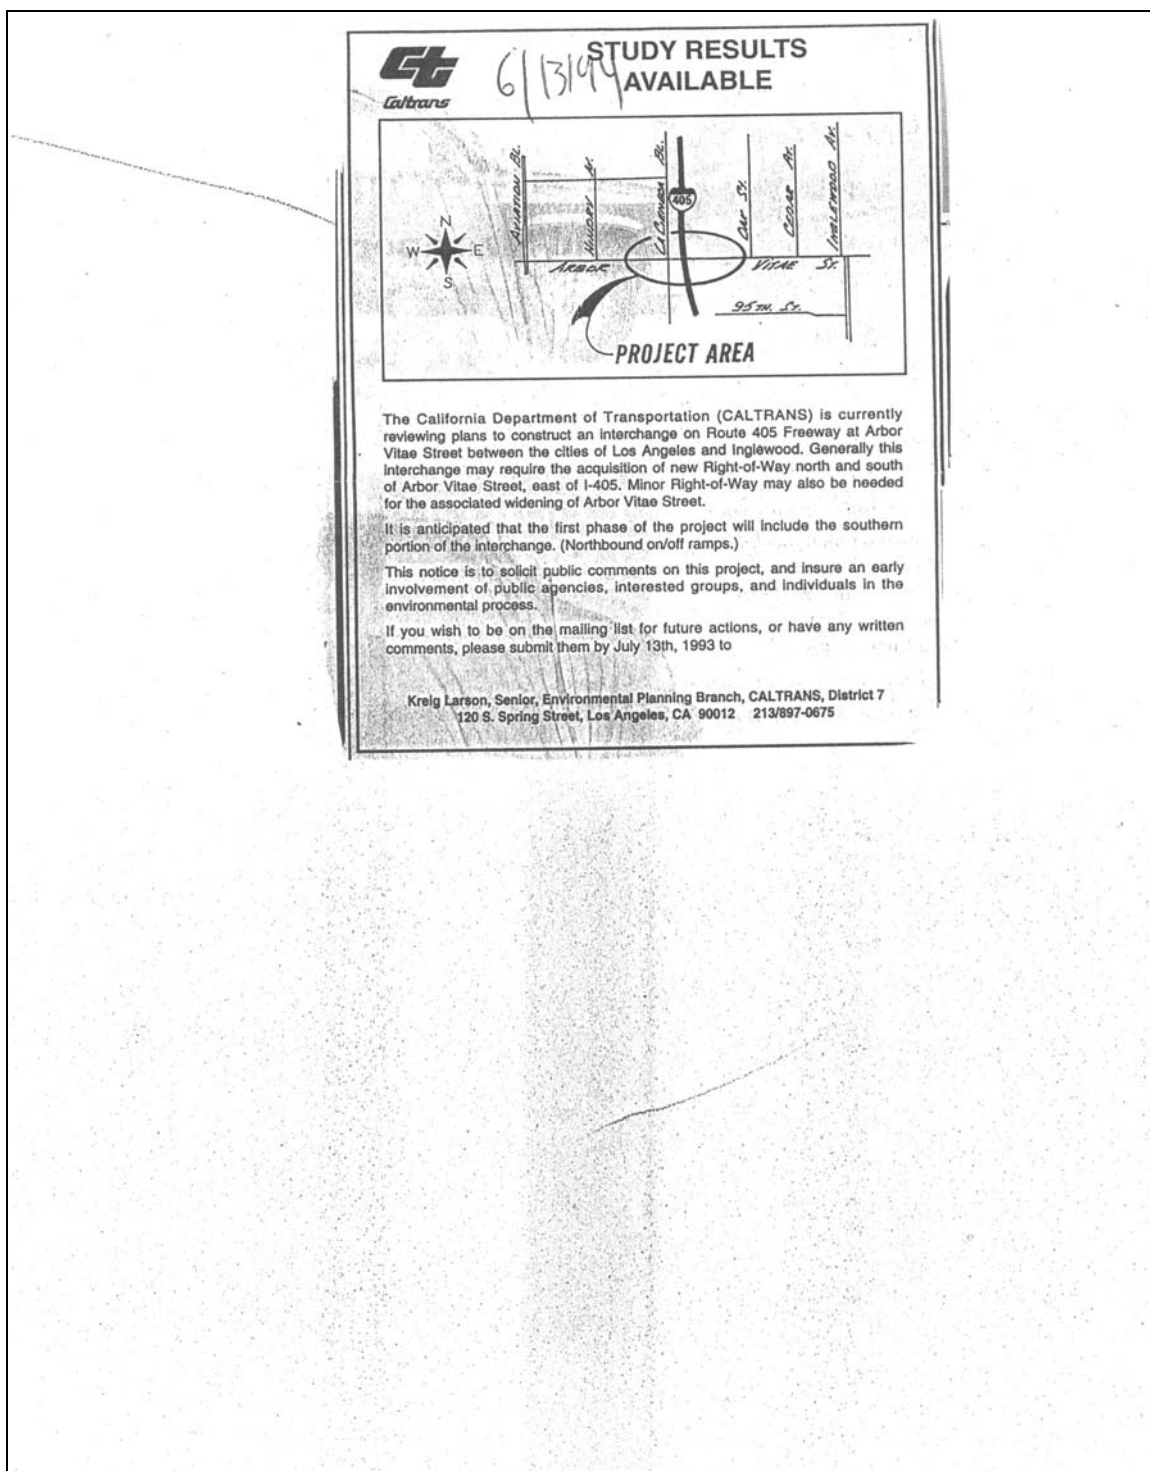 Ct
Caltrans
6/13/94
STUDY RESULTS
AVAILABLE
AVIATION BL.
HINDRY AV.
LA CIENEGA BL.
405
OAK ST.
CEDAR AV.
INGLEWOOD AV.
N
W E
S
ARBOR VITAE ST.
95TH. ST.
PROJECT AREA
The California Department of Transportation (CALTRANS) is currently
reviewing plans to construct an interchange on Route 405 Freeway at Arbor
Vitae Street between the cities of Los Angeles and Inglewood. Generally this
interchange may require the acquisition of new Right-of-Way north and south
of Arbor Vitae Street, east of I-405. Minor Right-of-Way may also be needed
for the associated widening of Arbor Vitae Street.
It is anticipated that the first phase of the project will include the southern
portion of the interchange. (Northbound on/off ramps.)
This notice is to solicit public comments on this project, and insure an early
involvement of public agencies, interested groups, and individuals in the
environmental process.
If you wish to be on the mailing list for future actions, or have any written
comments, please submit them by July 13th, 1993 to
Kreig Larson, Senior, Environmental Planning Branch, CALTRANS, District 7
120 S. Spring Street, Los Angeles, CA 90012 213/897-0675